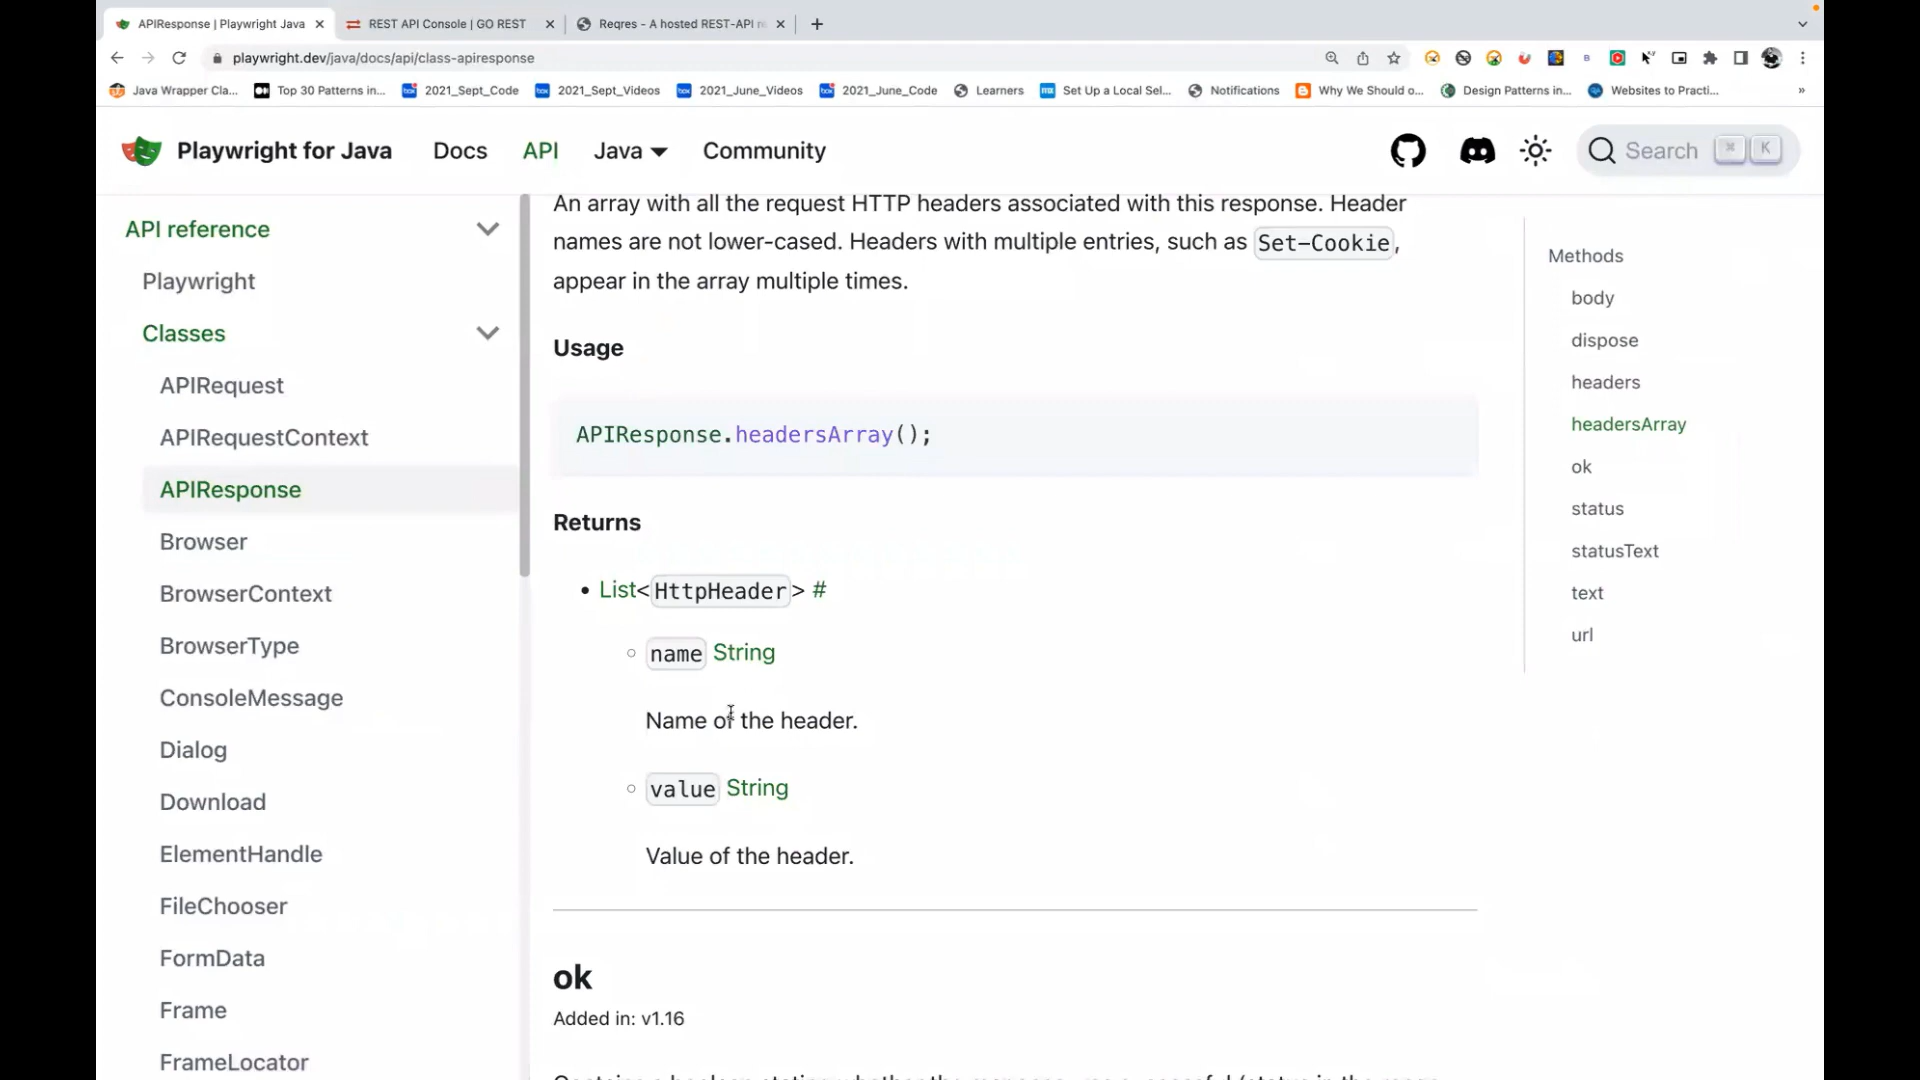 APIResponse | Playwright Java
REST API Console | GO REST
Reqres - A hosted REST-API
playwright.dev/java/docs/api/class-apiresponse
Java Wrapper Cla...
Top 30 Patterns in...
2021_Sept_Code
2021_Sept_Videos
2021_June_Videos
2021_June_Code
Learners
Set Up a Local Sel...
Notifications
Why We Should o...
Design Patterns in...
Websites to Practi...
»
Playwright for Java
Docs
API
Java
Community
Search ⌘ K
API reference
Playwright
Classes
APIRequest
APIRequestContext
APIResponse
Browser
BrowserContext
BrowserType
ConsoleMessage
Dialog
Download
ElementHandle
FileChooser
FormData
Frame
FrameLocator
An array with all the request HTTP headers associated with this response. Header
names are not lower-cased. Headers with multiple entries, such as Set-Cookie,
appear in the array multiple times.
Usage
APIResponse.headersArray();
Returns
List<HttpHeader> #
name String
Name of the header.
value String
Value of the header.
ok
Added in: v1.16
Methods
body
dispose
headers
headersArray
ok
status
statusText
text
url